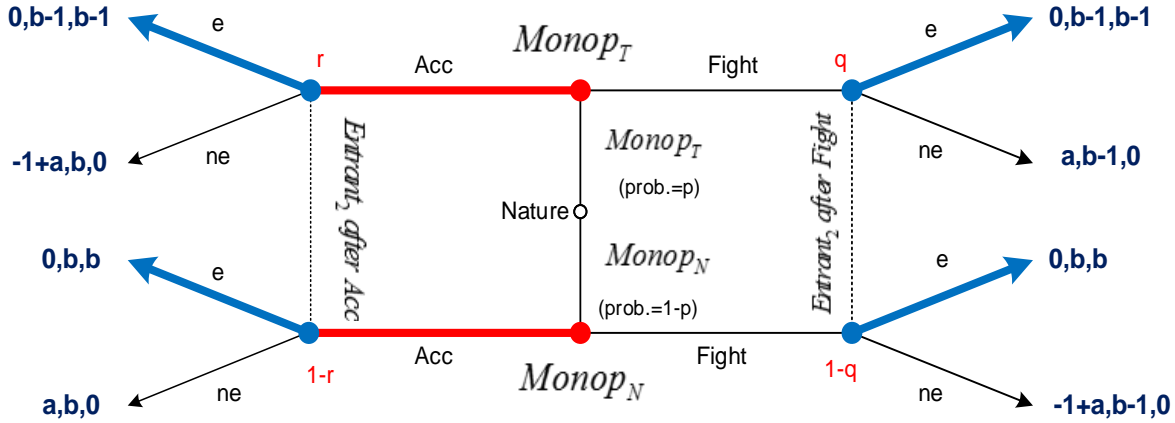 0,b-1,b-1
e
r
Acc
Monop_T
Fight
q
e
0,b-1,b-1
-1+a,b,0
ne
Entrant_2 after Acc
Monop_T
(prob.=p)
Entrant_2 after Fight
ne
a,b-1,0
Nature
0,b,b
e
Monop_N
(prob.=1-p)
e
0,b,b
a,b,0
ne
1-r
Acc
Monop_N
Fight
1-q
ne
-1+a,b-1,0